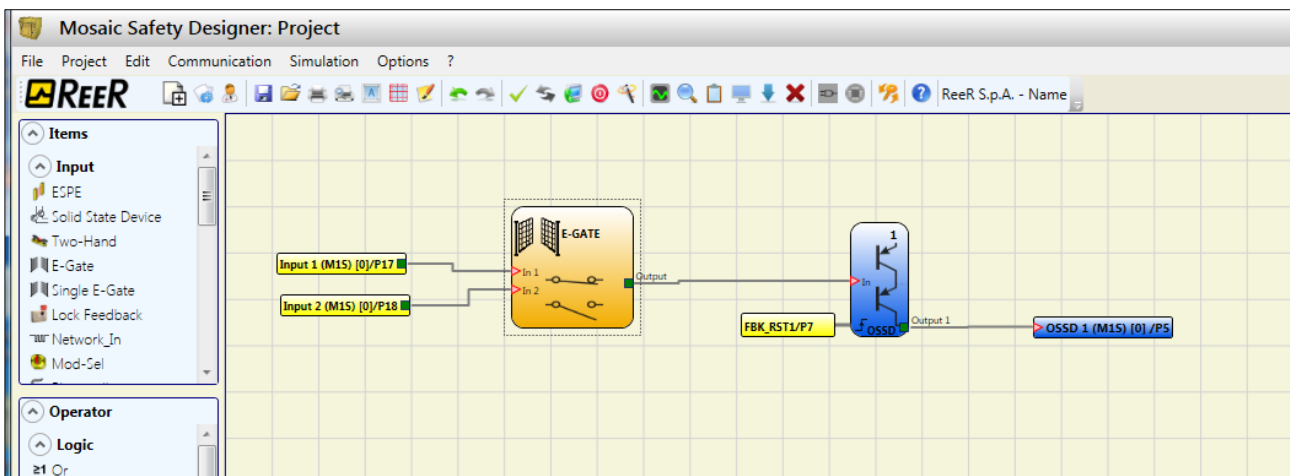 Mosaic Safety Designer: Project
File Project Edit Communication Simulation Options ?
REER ReeR S.p.A. - Name
Items
Input
ESPE
Solid State Device
Two-Hand
E-Gate
Single E-Gate
Lock Feedback
Network_In
Mod-Sel
Operator
Logic
≥1 Or
Input 1 (M1S) [0]/P17
Input 2 (M1S) [0]/P18
E-GATE
In 1
In 2
Output
1
In
FBK_RST1/P7
OSSD
Output 1
OSSD 1 (M1S) [0] /P5